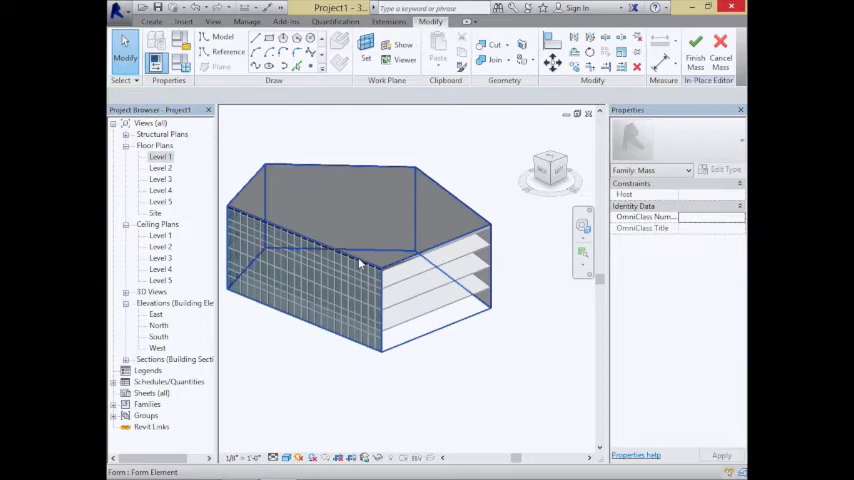 Project1 - 3...
Type a keyword or phrase
Sign In
Create Insert View Manage Add-Ins Quantification Extensions Modify
Modify
Select
Properties
Model
Reference
Plane
Draw
Set
Show
Viewer
Work Plane
Paste
Clipboard
Cut
Join
Geometry
Modify
Measure
Finish Mass
Cancel Mass
In-Place Editor
Project Browser - Project1
Views (all)
Structural Plans
Floor Plans
Level 1
Level 2
Level 3
Level 4
Level 5
Site
Ceiling Plans
Level 1
Level 2
Level 3
Level 4
Level 5
3D Views
Elevations (Building Ele
East
North
South
West
Sections (Building Secti
Legends
Schedules/Quantities
Sheets (all)
Families
Groups
Revit Links
BACK LEFT
Properties
Family: Mass
Edit Type
Constraints
Host
Identity Data
OmniClass Num...
OmniClass Title
Properties help
Apply
1/8" = 1'-0"
Form : Form Element